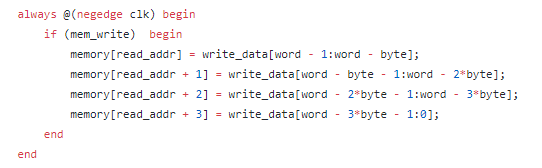 always @(negedge clk) begin
if (mem_write) begin
memory[read_addr] = write_data[word - 1:word - byte];
memory[read_addr + 1] = write_data[word - byte - 1:word - 2*byte];
memory[read_addr + 2] = write_data[word - 2*byte - 1:word - 3*byte];
memory[read_addr + 3] = write_data[word - 3*byte - 1:0];
end
end